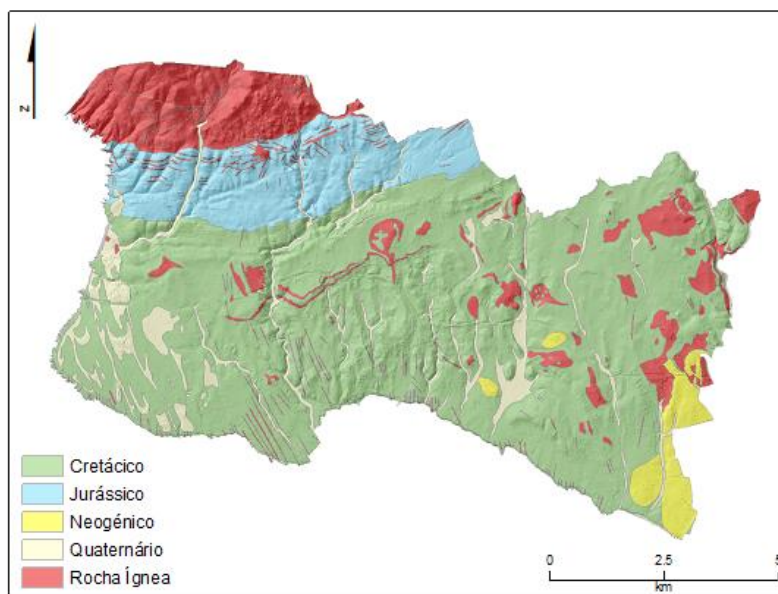 N
Cretácico
Jurássico
Neogénico
Quaternário
Rocha Ígnea
0 2.5 5
km